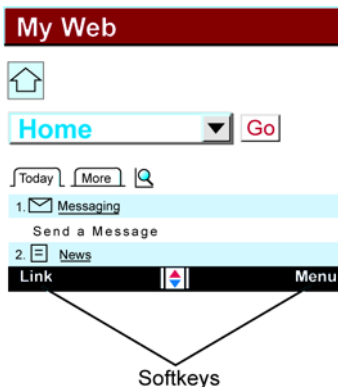 My Web
Home Go
Today More
1. Messaging
Send a Message
2. News
Link Menu
Softkeys